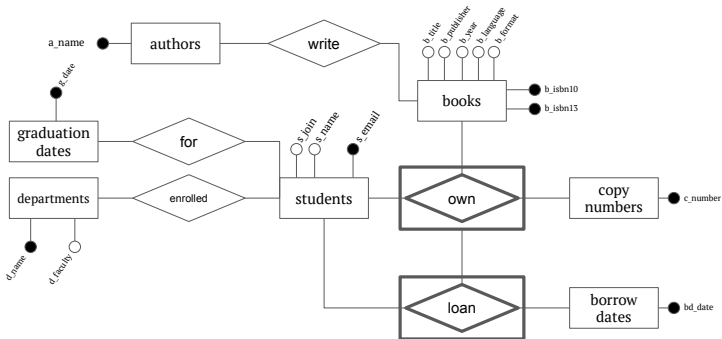 a_name
authors
write
b_title
b_publisher
b_year
b_language
b_format
books
b_isbn10
b_isbn13
g_date
graduation
dates
for
s_join
s_name
s_email
departments
enrolled
students
own
copy
numbers
c_number
d_name
d_faculty
loan
borrow
dates
bd_date